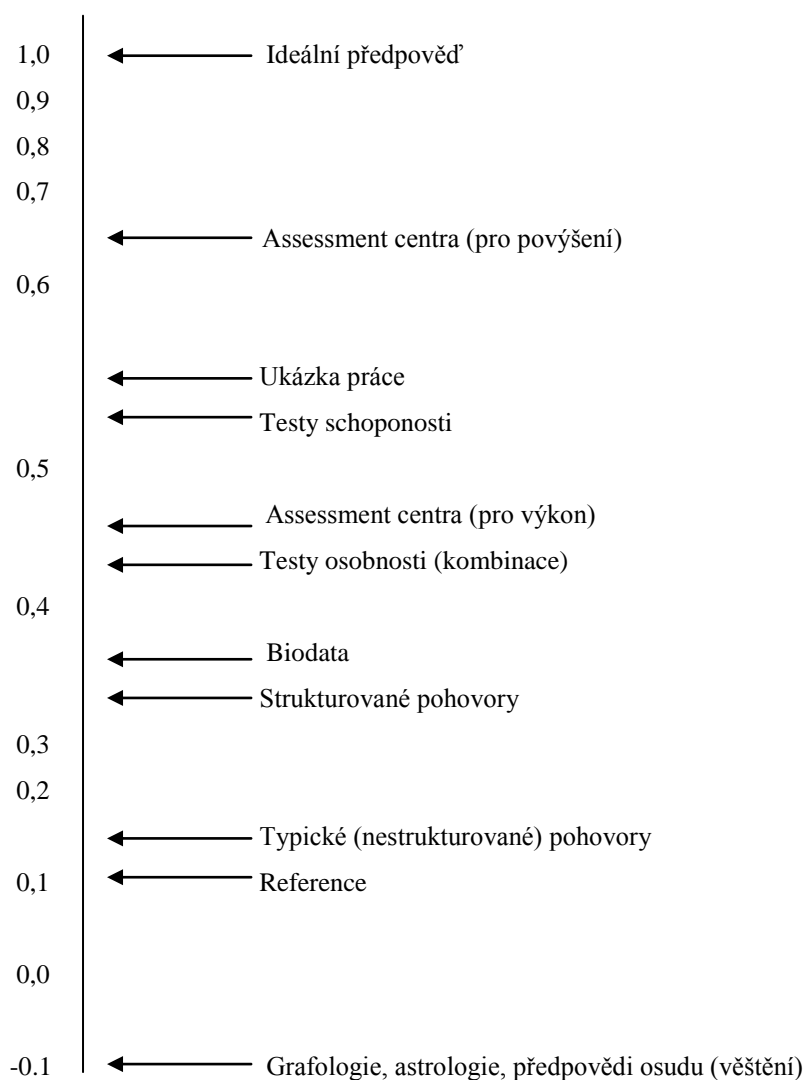 1,0 Ideální předpověď
0,9
0,8
0,7
Assessment centra (pro povýšení)
0,6
Ukázka práce
Testy schoponosti
0,5
Assessment centra (pro výkon)
Testy osobnosti (kombinace)
0,4
Biodata
Strukturované pohovory
0,3
0,2
Typické (nestrukturované) pohovory
0,1 Reference
0,0
-0.1 Grafologie, astrologie, předpovědi osudu (věštění)